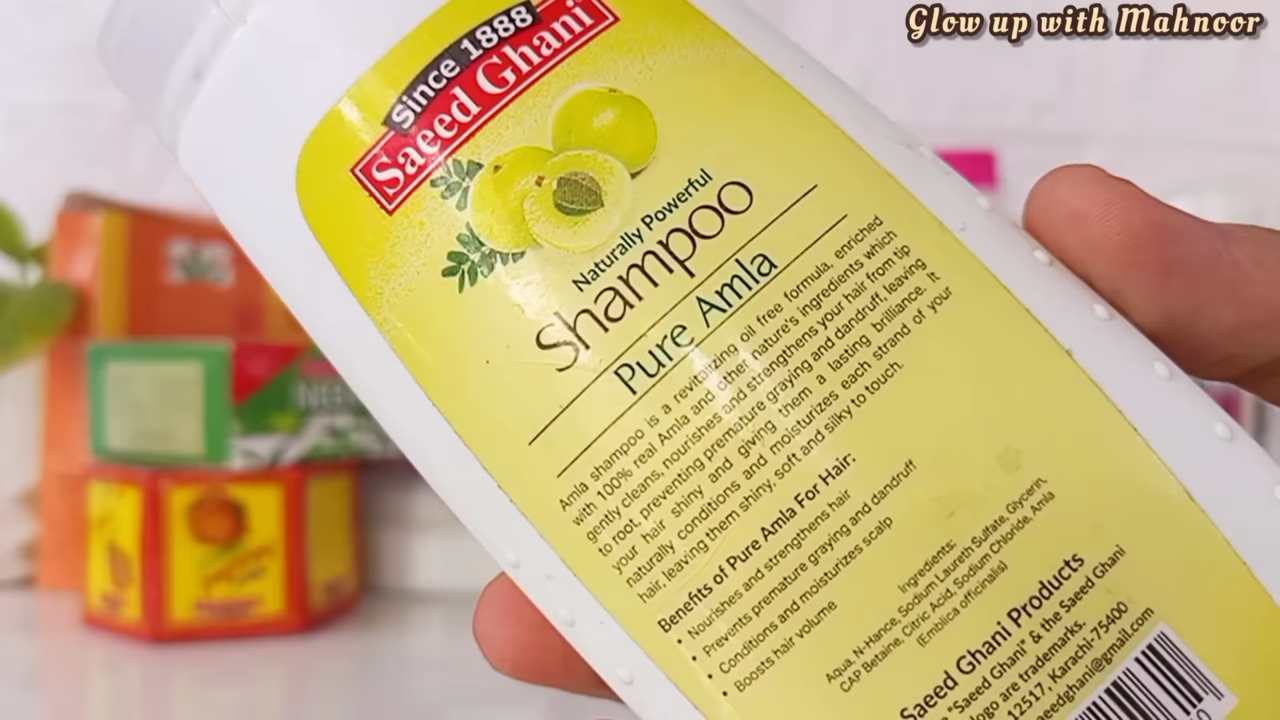 Glow up with Mahnoor
Since 1888
Saeed Ghani
Naturally Powerful
Shampoo
Pure Amla
Amla shampoo is a revitalizing oil free formula, enriched
with 100% real Amla and other nature's ingredients which
gently cleans, nourishes and strengthens your hair from tip
to root, preventing premature graying and dandruff, leaving
your hair shiny and giving them a lasting brilliance. It
naturally conditions and moisturizes each strand of your
hair, leaving them shiny, soft and silky to touch.
Benefits of Pure Amla For Hair:
• Nourishes and strengthens hair
• Prevents premature graying and dandruff
• Conditions and moisturizes scalp
• Boosts hair volume
Ingredients:
Aqua, N-Hance, Sodium Laureth Sulfate, Glycerin,
CAP Betaine, Citric Acid, Sodium Chloride, Amla
(Emblica officinalis)
Saeed Ghani Products
"Saeed Ghani" & the Saeed Ghani
logo are trademarks.
12517, Karachi-75400
saeedghani@gmail.com
NEEM